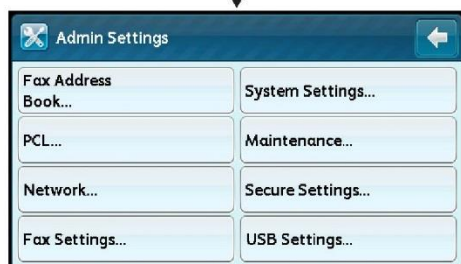 Admin Settings
Fax Address
Book...
System Settings...
PCL...
Maintenance...
Network...
Secure Settings...
Fax Settings...
USB Settings...